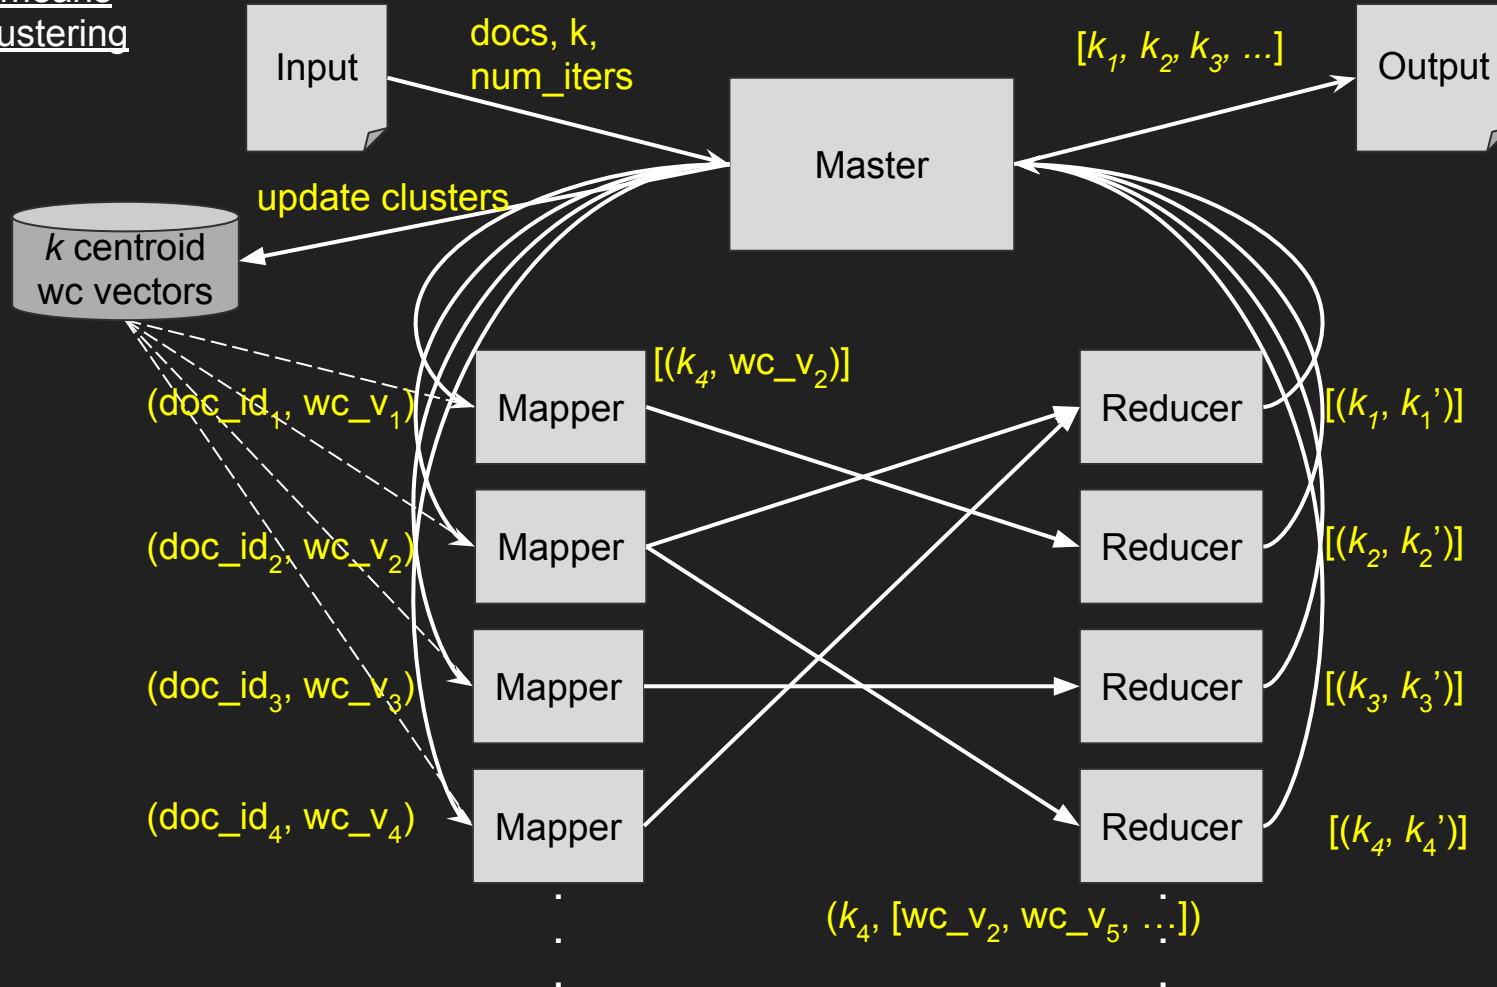 means
ustering
Input
docs, k,
num_iters
[k₁, k₂, k₃, ...]
Output
Master
update clusters
k centroid
wc vectors
[(k₄, wc_v₂)]
(doc_id₁, wc_v₁)
Mapper
Reducer
[(k₁, k₁’)]
(doc_id₂, wc_v₂)
Mapper
Reducer
[(k₂, k₂’)]
(doc_id₃, wc_v₃)
Mapper
Reducer
[(k₃, k₃’)]
(doc_id₄, wc_v₄)
Mapper
Reducer
[(k₄, k₄’)]
(k₄, [wc_v₂, wc_v₅, …])